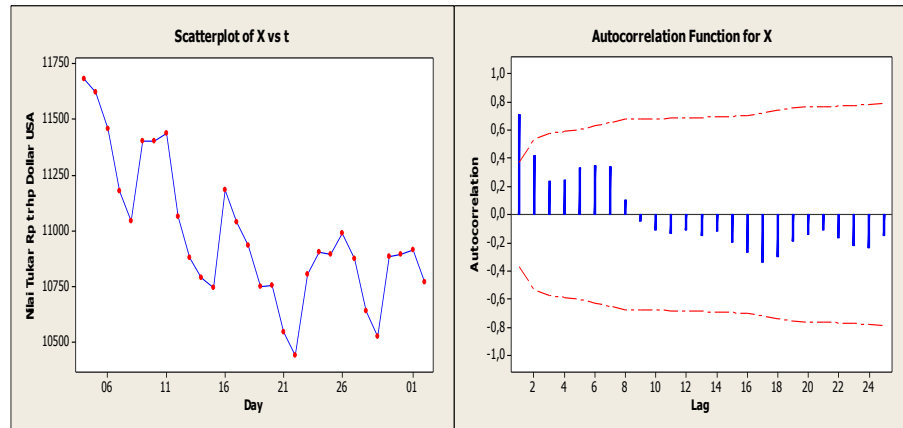 Scatterplot of X vs t
Nlai Tukar Rp trhp Dollar USA
11750
11500
11250
11000
10750
10500
06 11 16 21 26 01
Day
Autocorrelation Function for X
Autocorrelation
1,0
0,8
0,6
0,4
0,2
0,0
-0,2
-0,4
-0,6
-0,8
-1,0
2 4 6 8 10 12 14 16 18 20 22 24
Lag